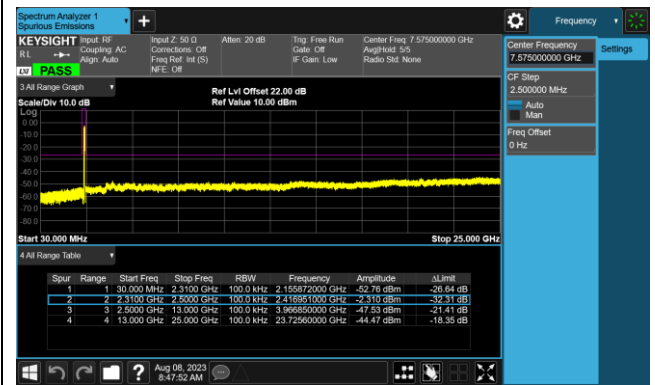 Spectrum Analyzer 1
Spurious Emissions
Frequency
KEYSIGHT
R L
PASS
Input: RF
Coupling: AC
Align: Auto
Input Z: 50 Ω
Corrections: Off
Freq Ref: Int (S)
NFE: Off
Atten: 20 dB
Trig: Free Run
Gate: Off
IF Gain: Low
Center Freq: 7.575000000 GHz
Avg|Hold: 5/5
Radio Std: None
Center Frequency
7.575000000 GHz
Settings
CF Step
2.500000 MHz
Auto
Man
Freq Offset
0 Hz
3 All Range Graph
Scale/Div 10.0 dB
Ref Lvl Offset 22.00 dB
Ref Value 10.00 dBm
Log
0.00
-10.0
-20.0
-30.0
-40.0
-50.0
-60.0
-70.0
-80.0
Start 30.000 MHz
Stop 25.000 GHz
4 All Range Table
Spur Range Start Freq Stop Freq RBW Frequency Amplitude ΔLimit
1 1 30.000 MHz 2.3100 GHz 100.0 kHz 2.155872000 GHz -52.76 dBm -26.64 dB
2 2 2.3100 GHz 2.5000 GHz 100.0 kHz 2.416951000 GHz -2.310 dBm -32.31 dB
3 3 2.5000 GHz 13.000 GHz 100.0 kHz 3.966850000 GHz -47.53 dBm -21.41 dB
4 4 13.000 GHz 25.000 GHz 100.0 kHz 23.72560000 GHz -44.47 dBm -18.35 dB
?
Aug 08, 2023
8:47:52 AM